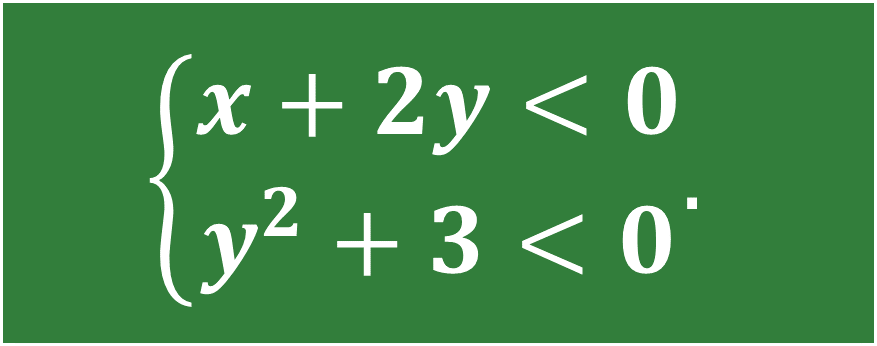 x + 2y < 0
y² + 3 < 0
.